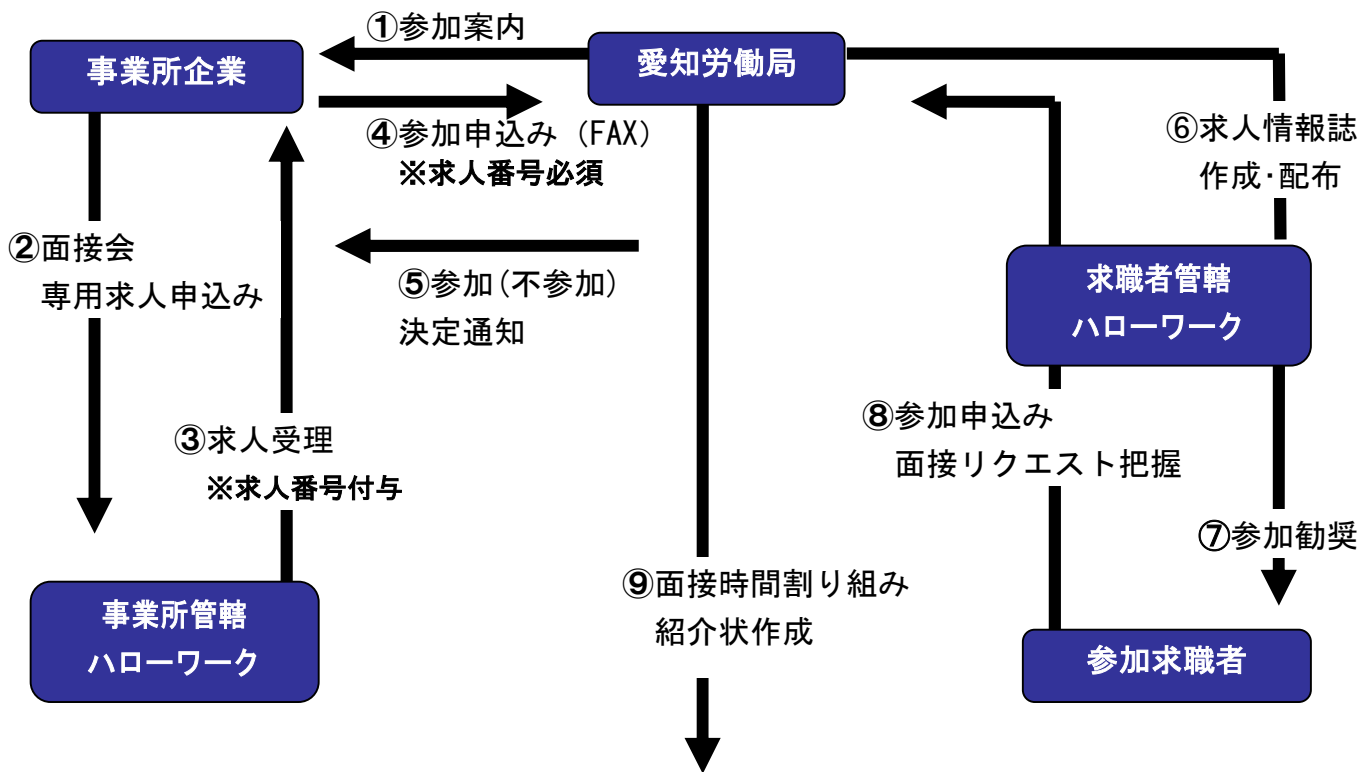 ①参加案内
事業所企業
愛知労働局
④参加申込み（FAX）
※求人番号必須
⑥求人情報誌
作成・配布
②面接会
専用求人申込み
⑤参加(不参加)
決定通知
求職者管轄
ハローワーク
③求人受理
※求人番号付与
⑧参加申込み
面接リクエスト把握
⑦参加勧奨
⑨面接時間割り組み
紹介状作成
事業所管轄
ハローワーク
参加求職者